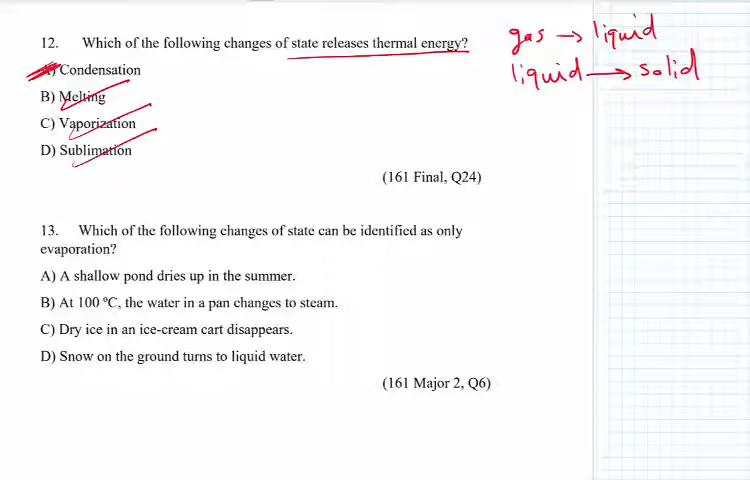 12. Which of the following changes of state releases thermal energy?
gas → liquid
liquid → solid
A) Condensation
B) Melting
C) Vaporization
D) Sublimation
(161 Final, Q24)
13. Which of the following changes of state can be identified as only
evaporation?
A) A shallow pond dries up in the summer.
B) At 100 ºC, the water in a pan changes to steam.
C) Dry ice in an ice-cream cart disappears.
D) Snow on the ground turns to liquid water.
(161 Major 2, Q6)